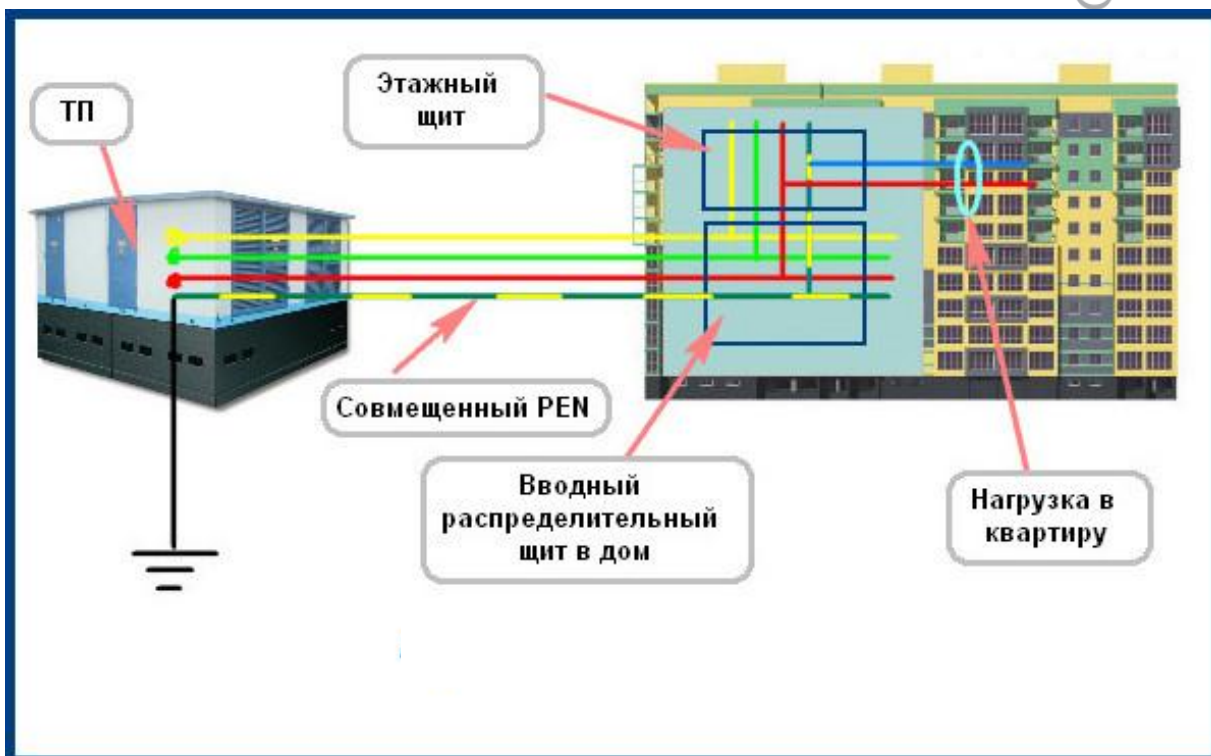 ТП
Этажный
щит
Совмещенный PEN
Вводный
распределительный
щит в дом
Нагрузка в
квартиру